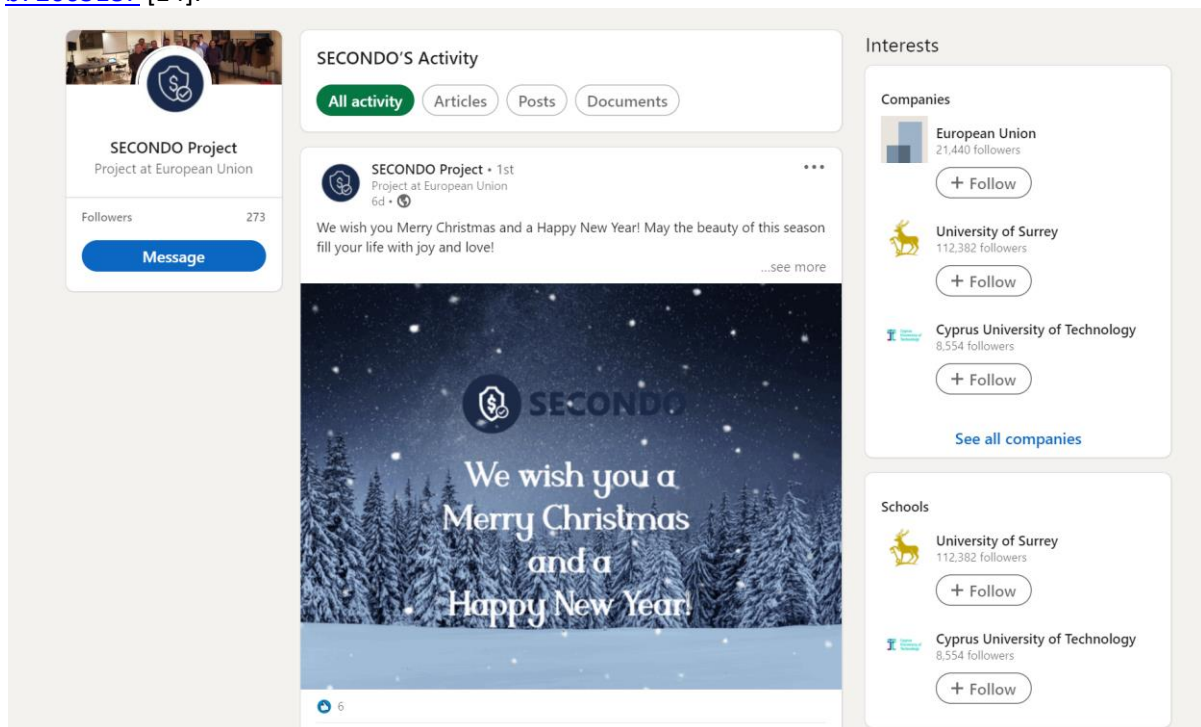 SECONDO Project
Project at European Union
Followers 273
Message
SECONDO'S Activity
All activity Articles Posts Documents
SECONDO Project • 1st
Project at European Union
6d •
We wish you Merry Christmas and a Happy New Year! May the beauty of this season
fill your life with joy and love!
...see more
SECONDO
We wish you a
Merry Christmas
and a
Happy New Year!
6
Interests
Companies
European Union
21,440 followers
+ Follow
University of Surrey
112,382 followers
+ Follow
Cyprus University of Technology
8,554 followers
+ Follow
See all companies
Schools
University of Surrey
112,382 followers
+ Follow
Cyprus University of Technology
8,554 followers
+ Follow